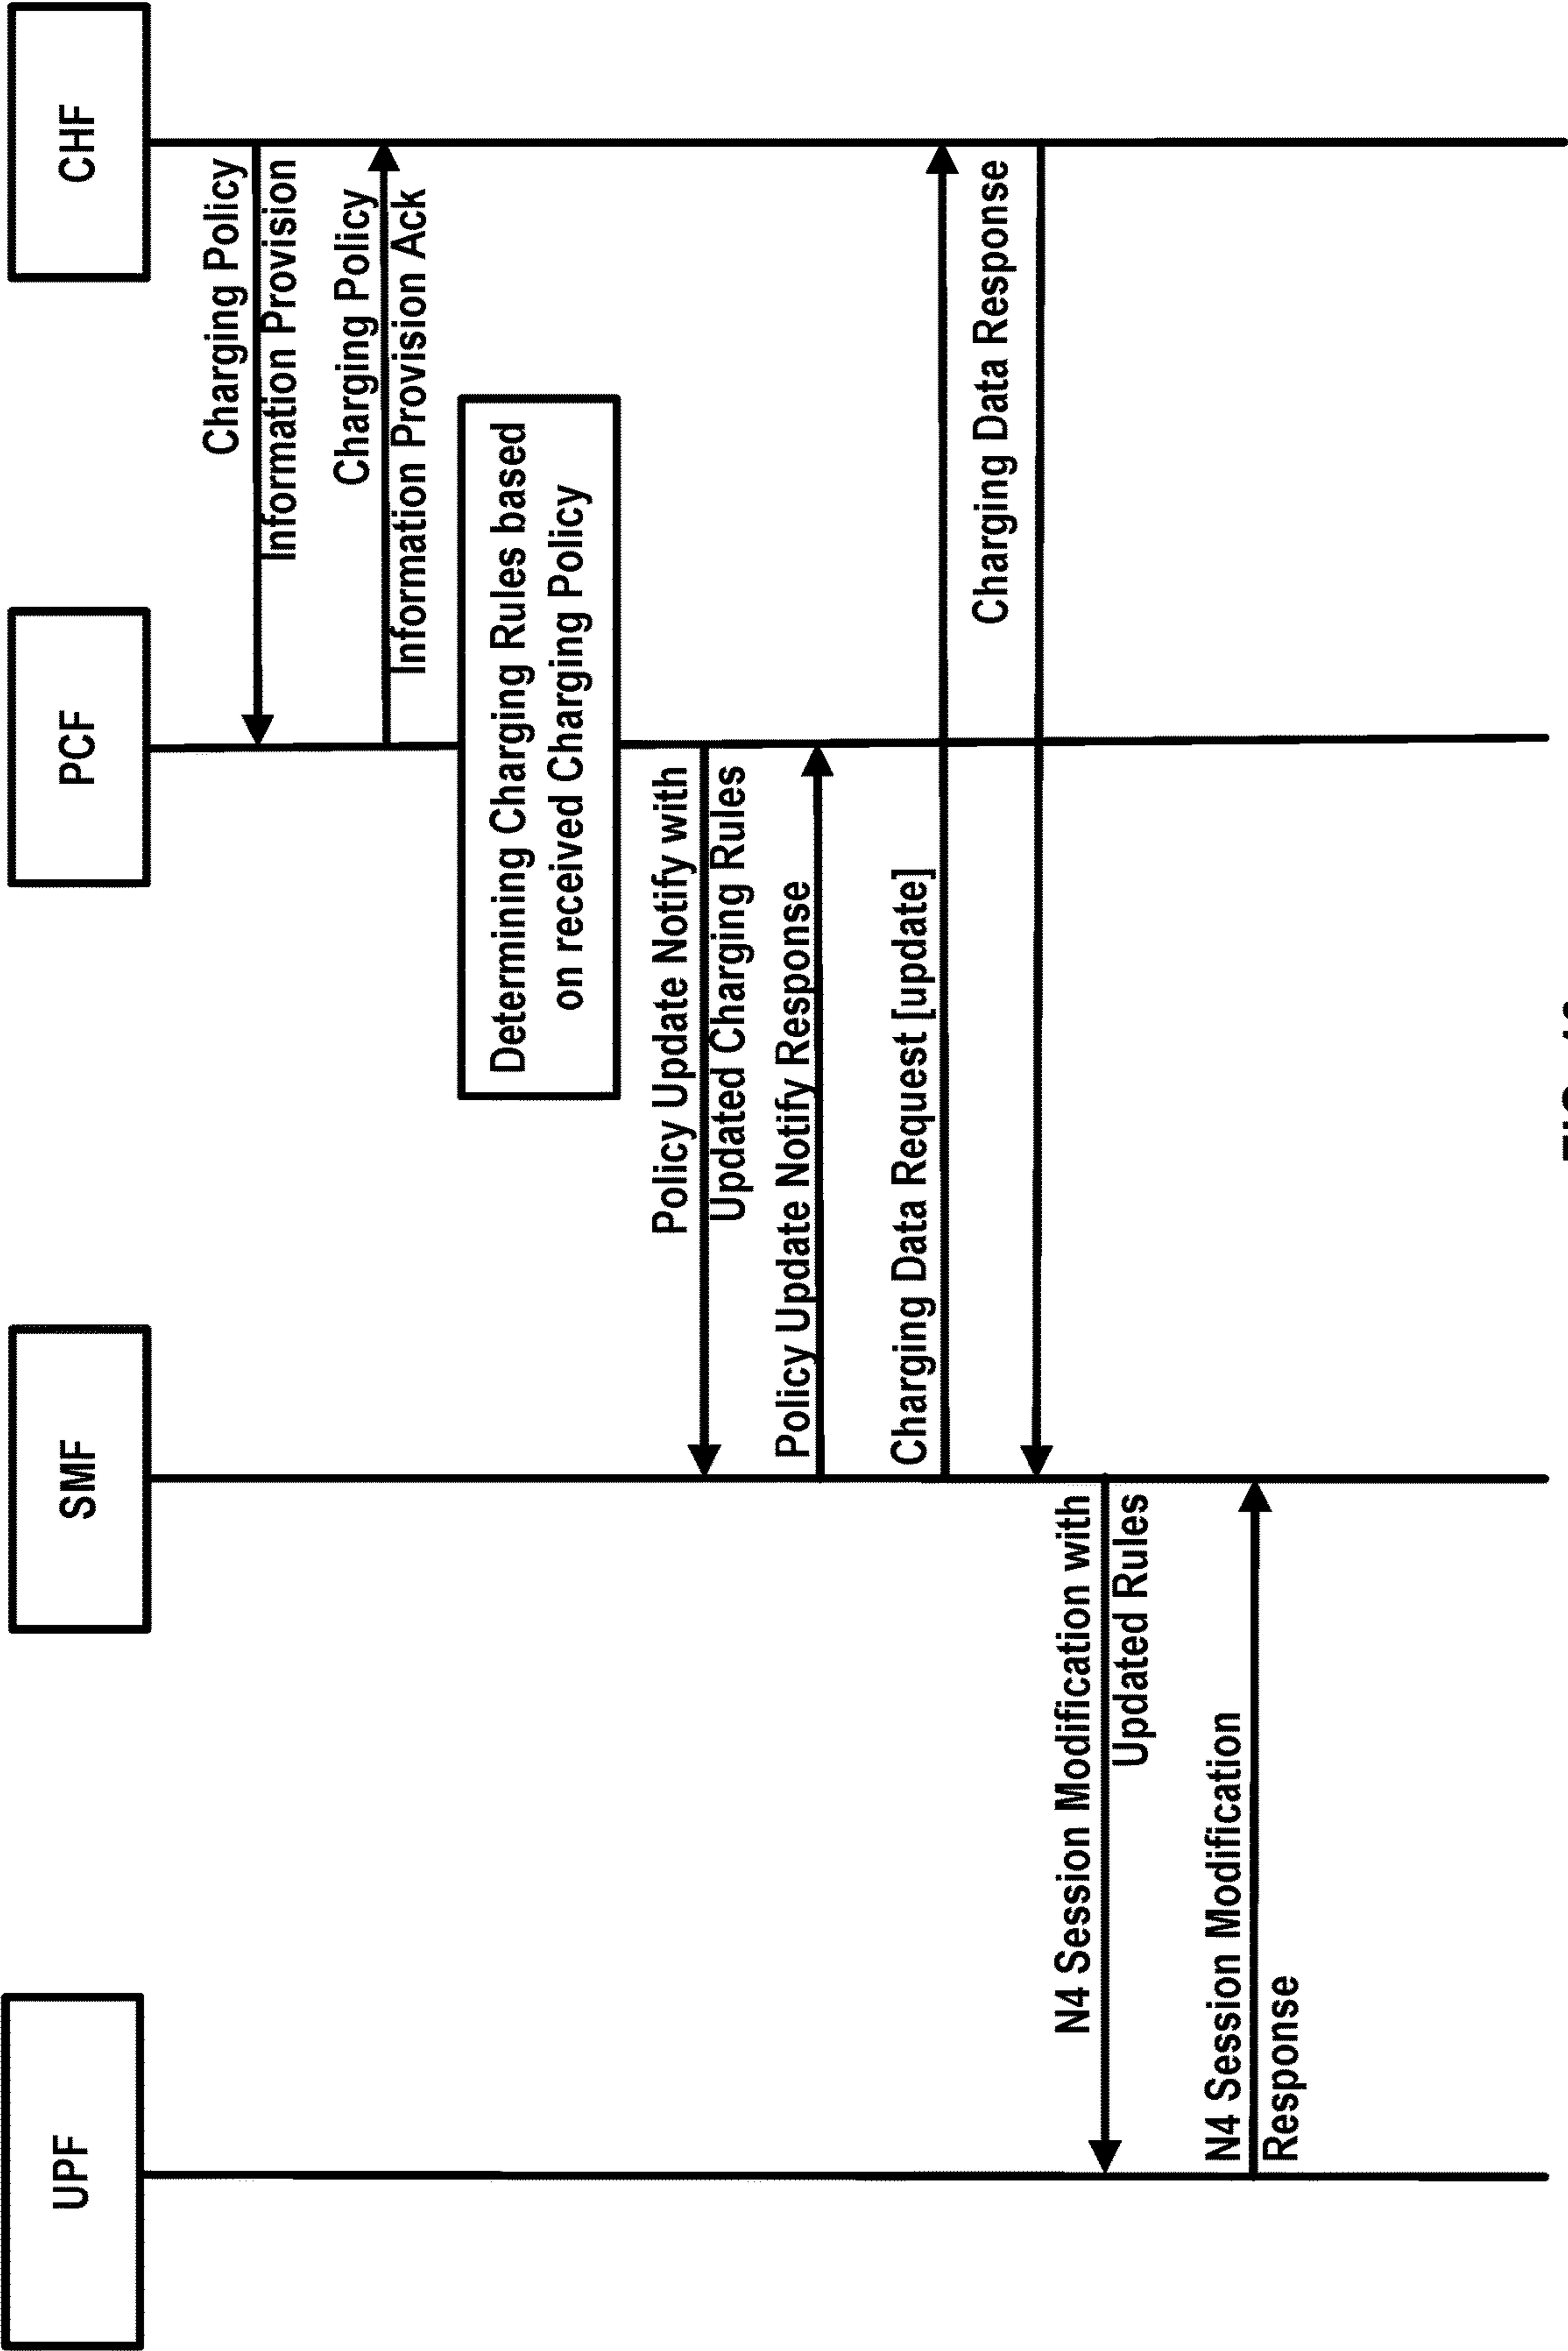 UPF
SMF
PCF
CHF
Charging Policy
Information Provision
Charging Policy
Information Provision Ack
Determining Charging Rules based
on received Charging Policy
Policy Update Notify with
Updated Charging Rules
Policy Update Notify Response
Charging Data Request [update]
Charging Data Response
N4 Session Modification with
Updated Rules
N4 Session Modification
Response